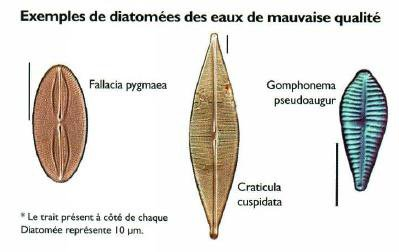 Exemples de diatomées des eaux de mauvaise qualité
Fallacia pygmaea
Gomphonema
pseudoaugur
Craticula
cuspidata
* Le trait présent à côté de chaque
Diatomée représente 10 µm.